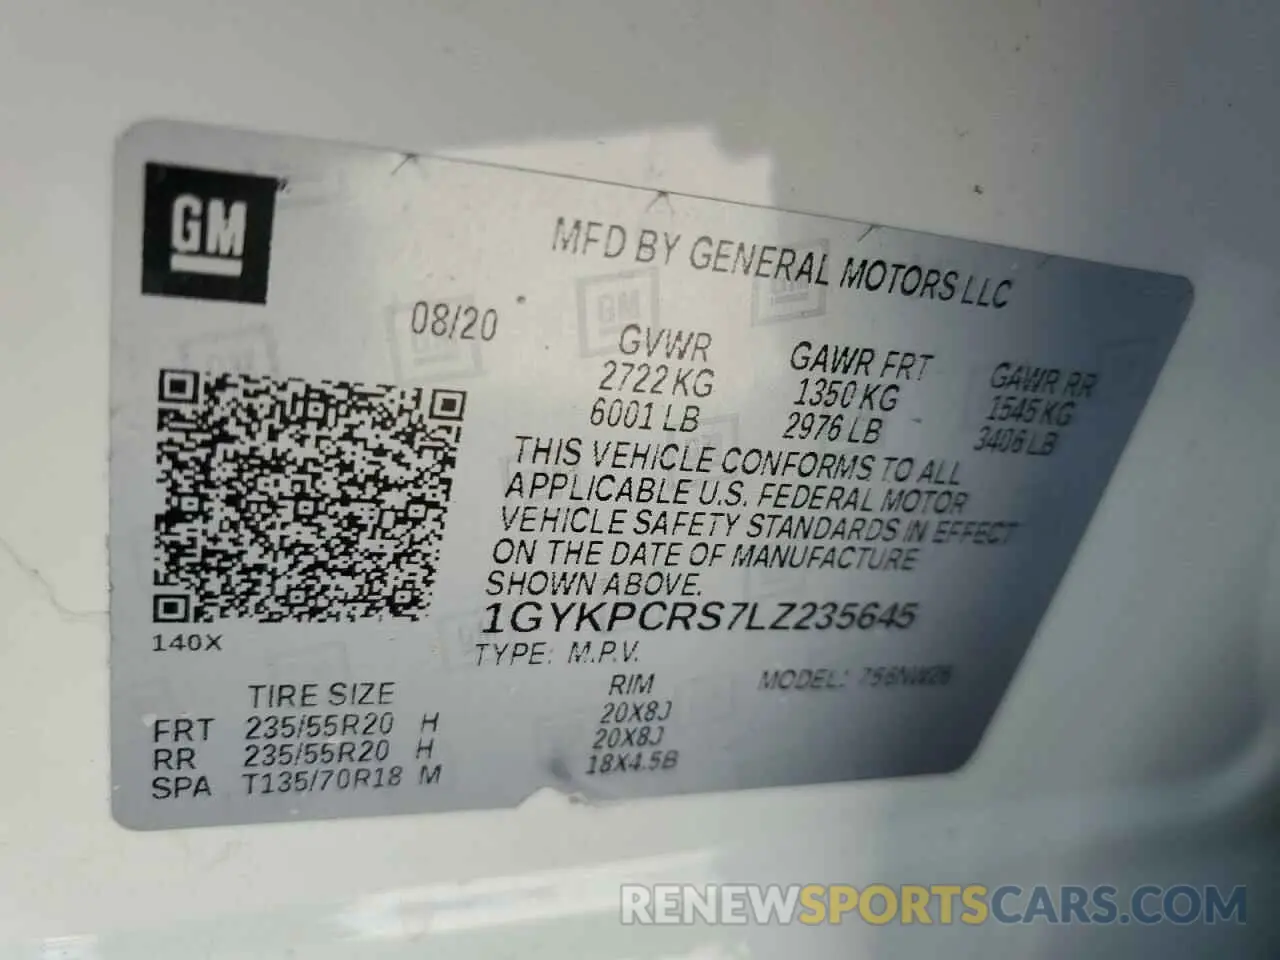 GM
MFD BY GENERAL MOTORS LLC
08/20
GVWR GAWR FRT GAWR RR
2722 KG 1350 KG 1545 KG
6001 LB 2976 LB 3406 LB
THIS VEHICLE CONFORMS TO ALL
APPLICABLE U.S. FEDERAL MOTOR
VEHICLE SAFETY STANDARDS IN EFFECT
ON THE DATE OF MANUFACTURE
SHOWN ABOVE.
1GYKPCRS7LZ235645
140X
TYPE: M.P.V. MODEL:
TIRE SIZE RIM
FRT 235/55R20 H 20X8J
RR 235/55R20 H 20X8J
SPA T135/70R18 M 18X4.5B
RENEWSPORTSCARS.COM